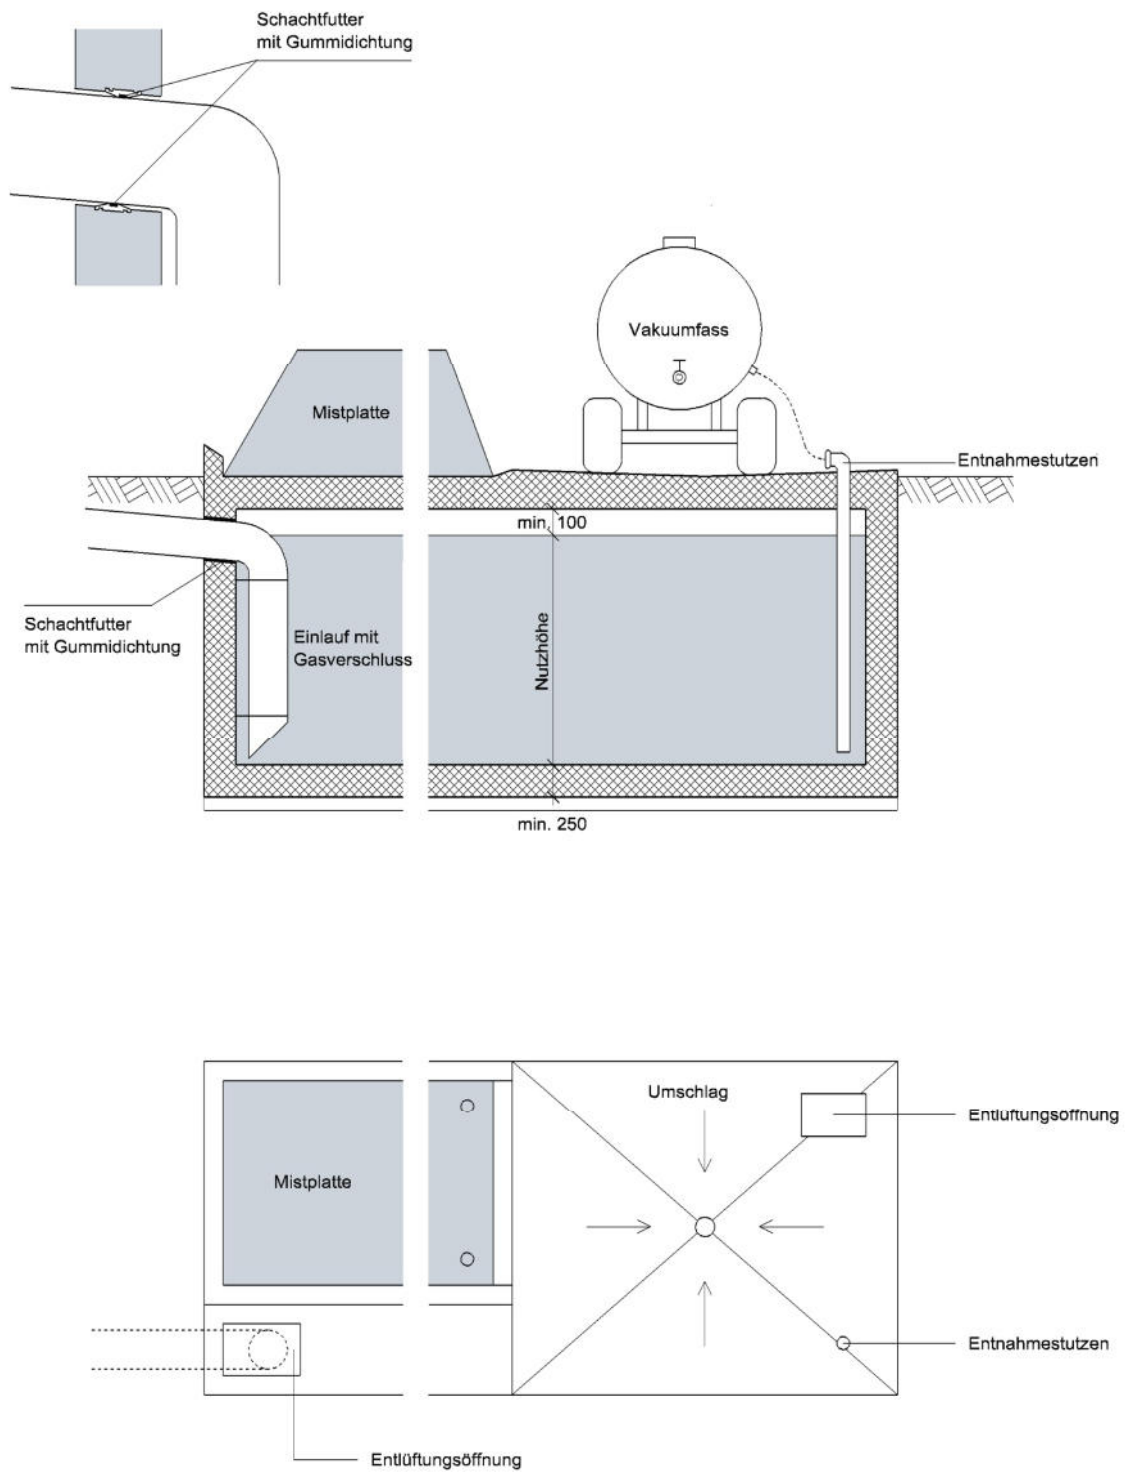 Schachtfutter
mit Gummidichtung
Vakuumfass
Mistplatte
Entnahmestutzen
min. 100
Schachtfutter
mit Gummidichtung
Einlauf mit
Gasverschluss
Nutzhöhe
min. 250
Umschlag
Entlüftungsöffnung
Mistplatte
Entnahmestutzen
Entlüftungsöffnung